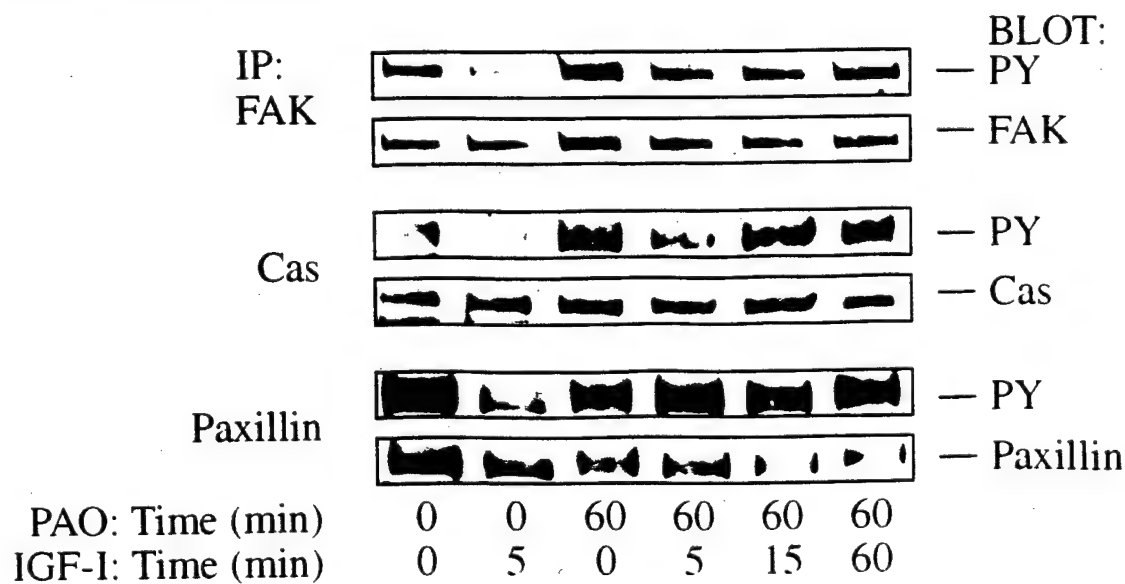 BLOT:
IP: — PY
FAK
— FAK
— PY
Cas
— Cas
— PY
Paxillin
— Paxillin
PAO: Time (min) 0 0 60 60 60 60
IGF-I: Time (min) 0 5 0 5 15 60